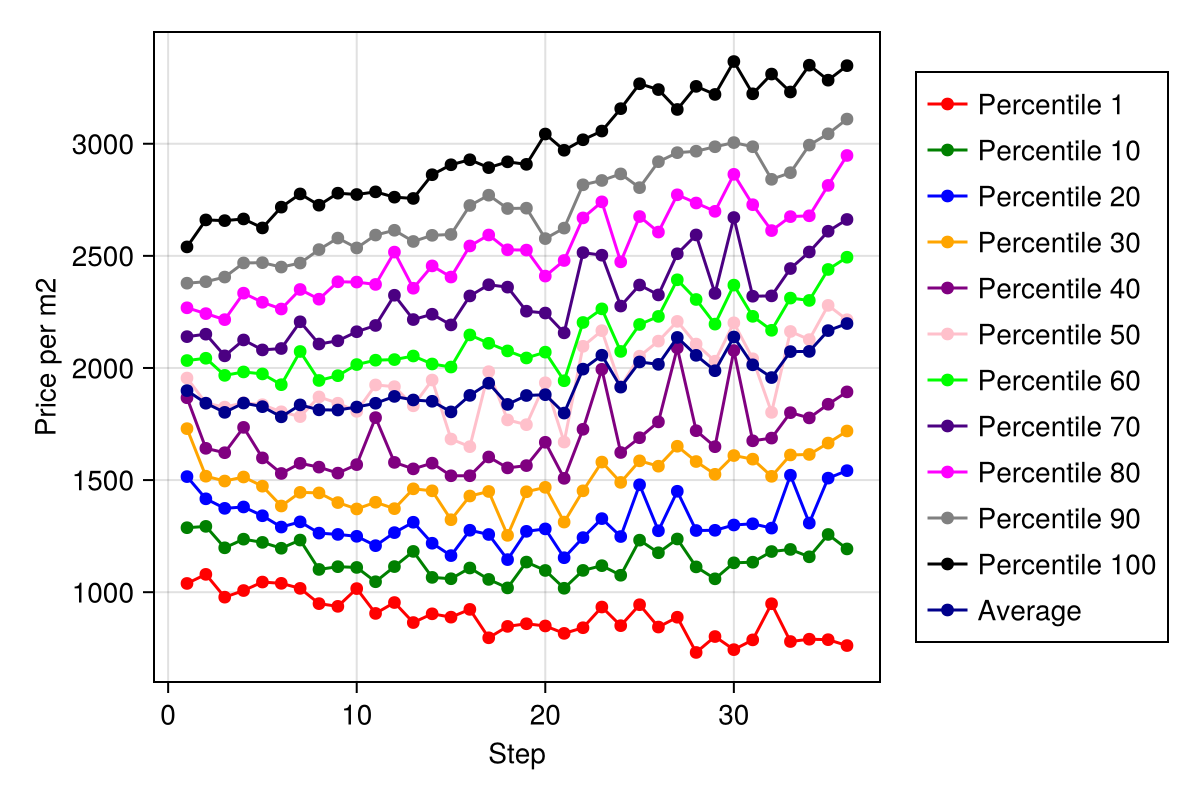 3000
2500
2000
1500
1000
Price per m2
0
10
20
30
Step
Percentile 1
Percentile 10
Percentile 20
Percentile 30
Percentile 40
Percentile 50
Percentile 60
Percentile 70
Percentile 80
Percentile 90
Percentile 100
Average